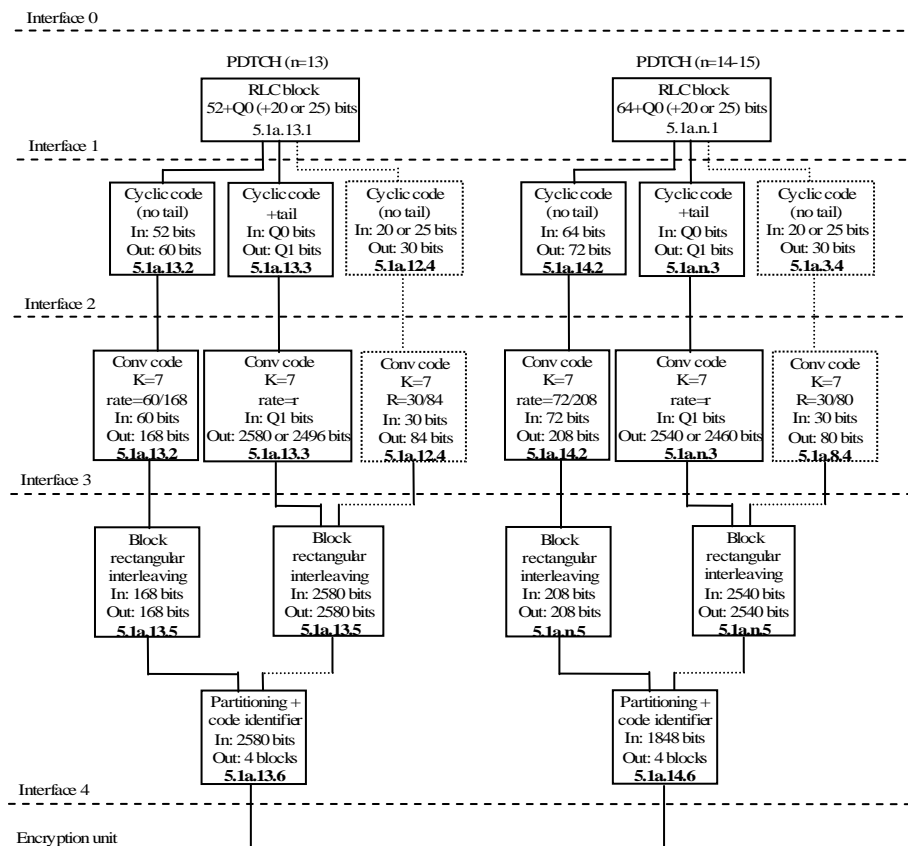 Interface 0
PDTCH (n=13)
RLC block
52+Q0 (+20 or 25) bits
5.1a.13.1
PDTCH (n=14-15)
RLC block
64+Q0 (+20 or 25) bits
5.1a.n.1
Interface 1
Cyclic code
(no tail)
In: 52 bits
Out: 60 bits
5.1a.13.2
Cyclic code
+tail
In: Q0 bits
Out: Q1 bits
5.1a.13.3
Cyclic code
(no tail)
In: 20 or 25 bits
Out: 30 bits
5.1a.12.4
Cyclic code
(no tail)
In: 64 bits
Out: 72 bits
5.1a.14.2
Cyclic code
+tail
In: Q0 bits
Out: Q1 bits
5.1a.n.3
Cyclic code
(no tail)
In: 20 or 25 bits
Out: 30 bits
5.1a.3.4
Interface 2
Conv code
K=7
rate=60/168
In: 60 bits
Out: 168 bits
5.1a.13.2
Conv code
K=7
rate=r
In: Q1 bits
Out: 2580 or 2496 bits
5.1a.13.3
Conv code
K=7
R=30/84
In: 30 bits
Out: 84 bits
5.1a.12.4
Conv code
K=7
rate=72/208
In: 72 bits
Out: 208 bits
5.1a.14.2
Conv code
K=7
rate=r
In: Q1 bits
Out: 2540 or 2460 bits
5.1a.n.3
Conv code
K=7
R=30/80
In: 30 bits
Out: 80 bits
5.1a.8.4
Interface 3
Block
rectangular
interleaving
In: 168 bits
Out: 168 bits
5.1a.13.5
Block
rectangular
interleaving
In: 2580 bits
Out: 2580 bits
5.1a.13.5
Block
rectangular
interleaving
In: 208 bits
Out: 208 bits
5.1a.n.5
Block
rectangular
interleaving
In: 2540 bits
Out: 2540 bits
5.1a.n.5
Partitioning +
code identifier
In: 2580 bits
Out: 4 blocks
5.1a.13.6
Partitioning +
code identifier
In: 1848 bits
Out: 4 blocks
5.1a.14.6
Interface 4
Encryption unit